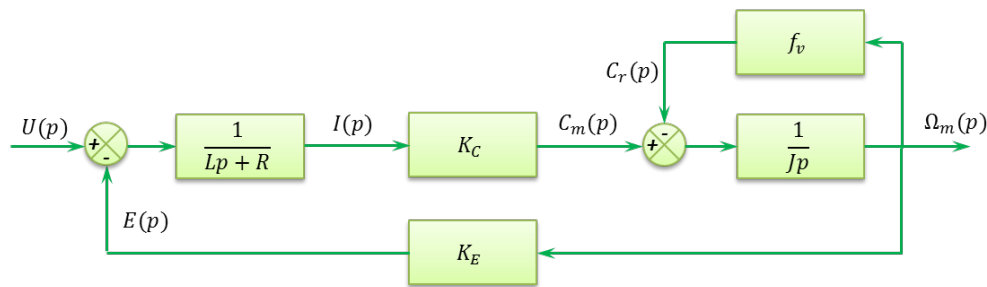 f_v
C_r(p)
U(p)
+
-
1
Lp + R
I(p)
K_C
C_m(p)
-
+
1
Jp
Ω_m(p)
E(p)
K_E